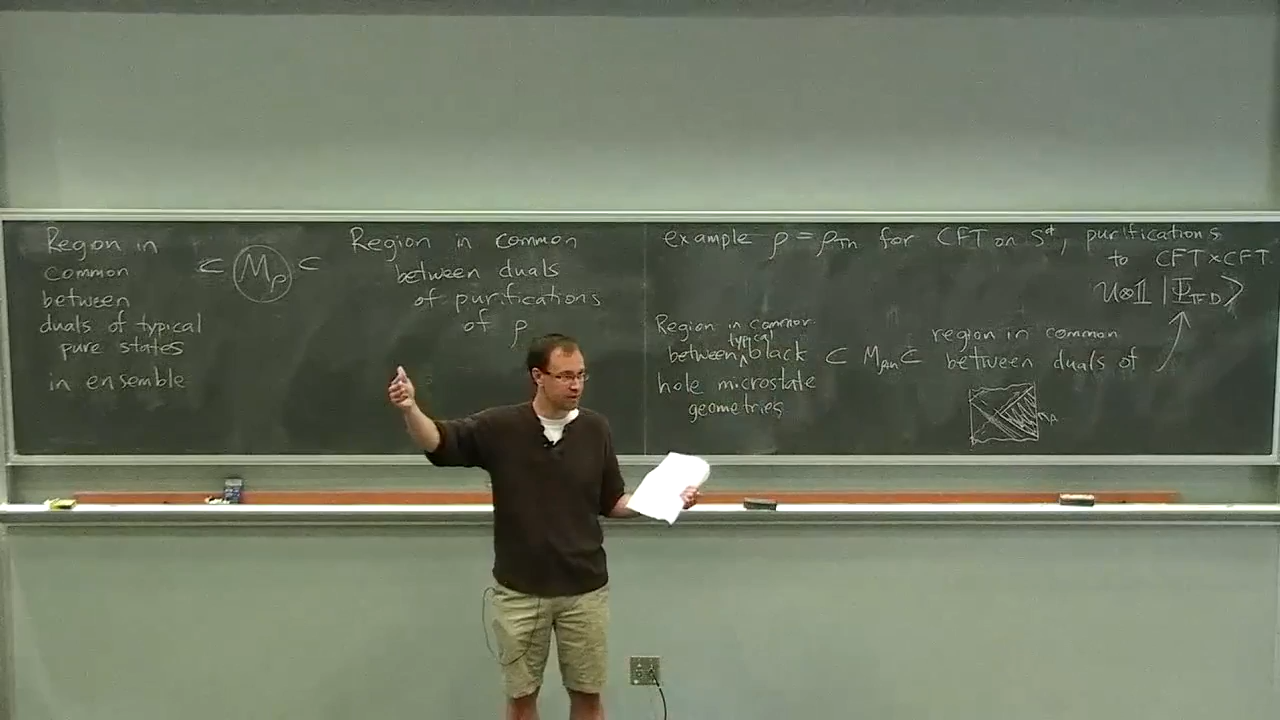 Region in
common
between
duals of typical
pure states
in ensemble
⊂ Mρ ⊂
Region in common
between duals
of purifications
of ρ
example ρ = ρTh for CFT on Sᵈ, purifications
to CFT×CFT.
U⊗𝟙 |Ψ_TFD⟩
Region in common
typical
between ^ black
hole microstate
geometries
⊂ Mρth ⊂
region in common
between duals of